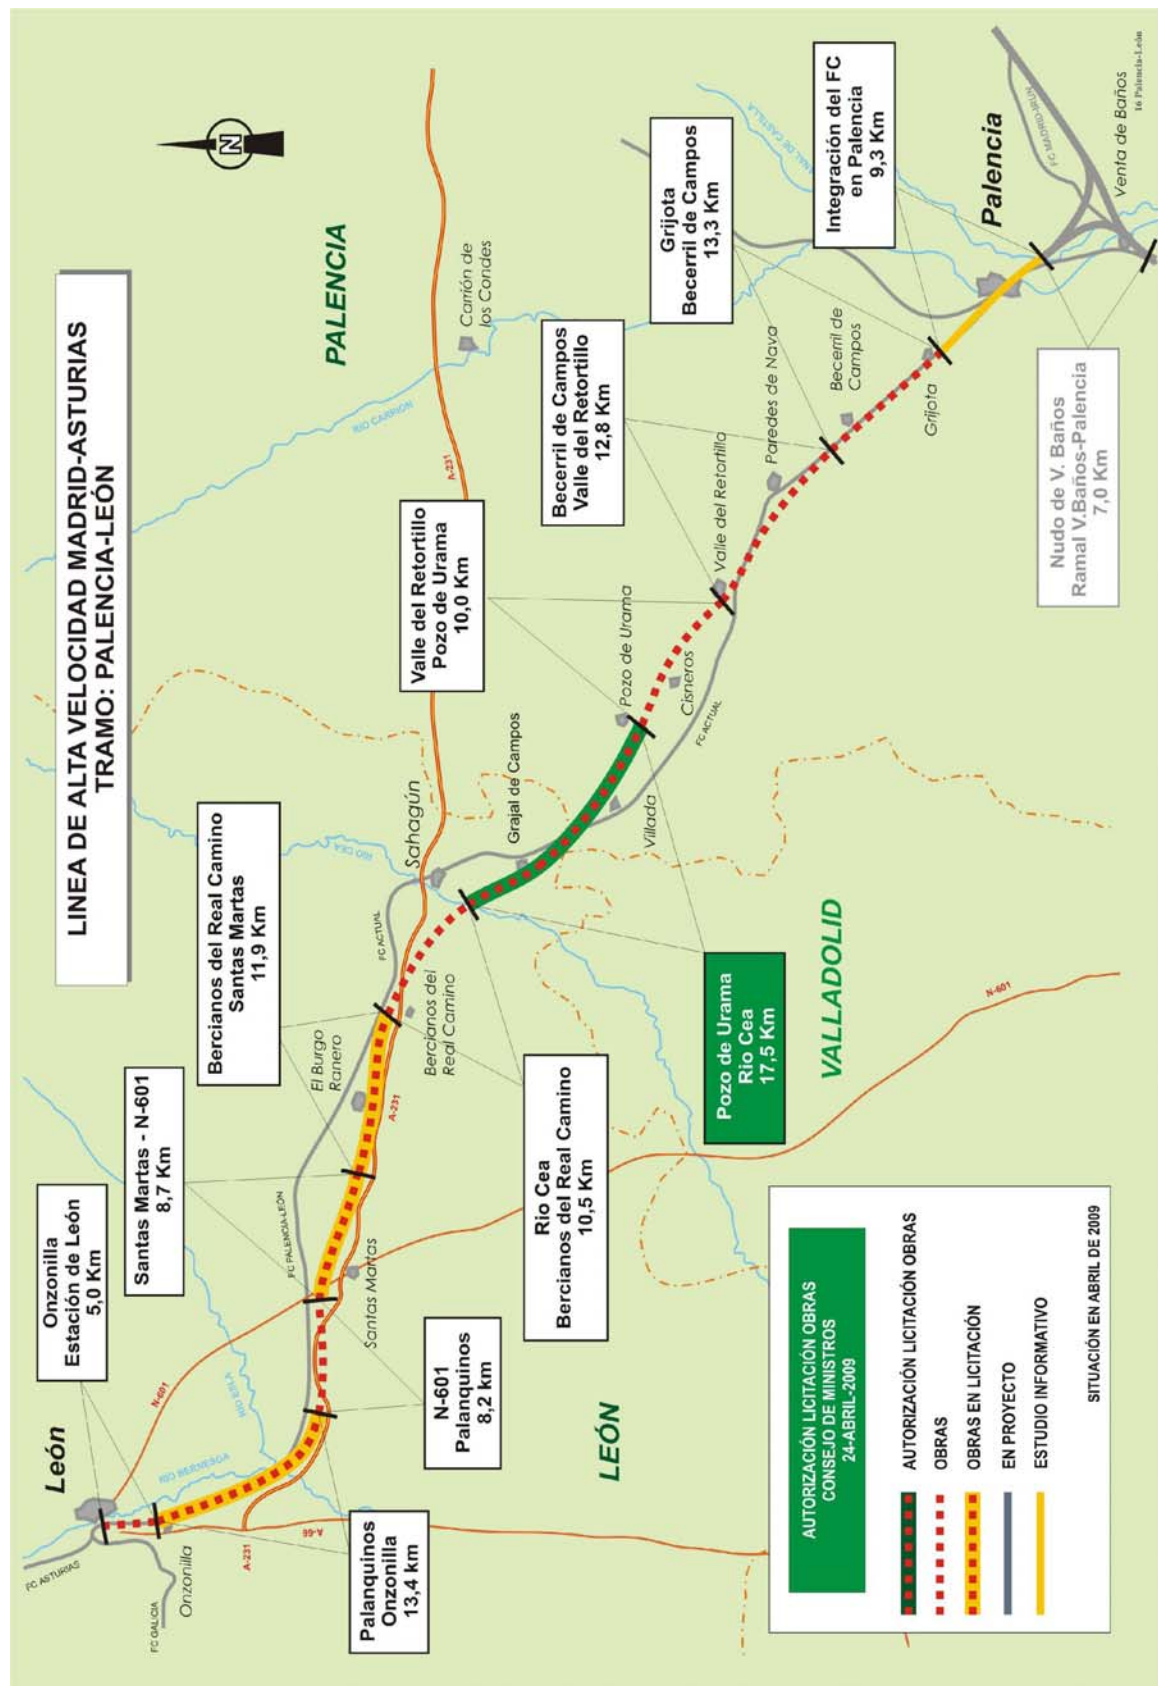 LINEA DE ALTA VELOCIDAD MADRID-ASTURIAS
TRAMO: PALENCIA-LEÓN
N
León
Onzonilla
Estación de León
5,0 Km
Santas Martas - N-601
8,7 Km
Bercianos del Real Camino
Santas Martas
11,9 Km
Valle del Retortillo
Pozo de Urama
10,0 Km
Becerril de Campos
Valle del Retortillo
12,8 Km
Grijota
Becerril de Campos
13,3 Km
Integración del FC
en Palencia
9,3 Km
Palanquinos
Onzonilla
13,4 km
N-601
Palanquinos
8,2 km
Rio Cea
Bercianos del Real Camino
10,5 Km
Pozo de Urama
Rio Cea
17,5 Km
Nudo de V. Baños
Ramal V.Baños-Palencia
7,0 Km
PALENCIA
LEÓN
VALLADOLID
Palencia
FC ASTURIAS
FC GALICIA
Onzonilla
N-601
RIO ESLA
RIO BERNESGA
A-231
A-66
FC PALENCIA-LEÓN
Santas Martas
El Burgo
Ranero
A-231
FC ACTUAL
Bercianos del
Real Camino
Sahagún
RIO CEA
Grajal de Campos
Villada
Pozo de Urama
Cisneros
FC ACTUAL
Valle del Retortillo
Paredes de Nava
Becerril de
Campos
Grijota
Carrión de
los Condes
RIO CARRION
A-231
CANAL DE CASTILLA
FC MADRID-IRUN
Venta de Baños
16 Palencia-León
N-601
AUTORIZACIÓN LICITACIÓN OBRAS
CONSEJO DE MINISTROS
24-ABRIL-2009
AUTORIZACIÓN LICITACIÓN OBRAS
OBRAS
OBRAS EN LICITACIÓN
EN PROYECTO
ESTUDIO INFORMATIVO
SITUACIÓN EN ABRIL DE 2009